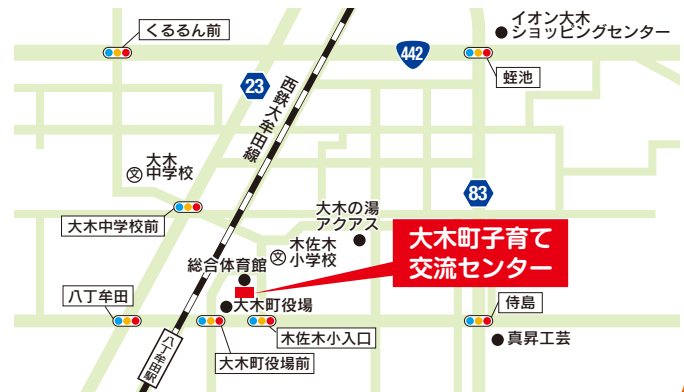 くるるん前
イオン大木
ショッピングセンター
442
蛭池
23
西鉄大牟田線
大木
中学校
文
83
大木中学校前
大木の湯
アクアス
大木町子育て
交流センター
木佐木
小学校
文
総合体育館
八丁牟田
大木町役場
侍島
木佐木小入口
真昇工芸
大木町役場前
八丁牟田駅